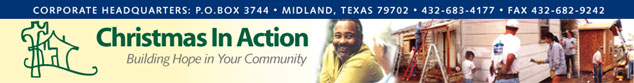 CORPORATE HEADQUARTERS: P.O.BOX 3744 • MIDLAND, TEXAS 79702 • 432-683-4177 • FAX 432-682-9242
Christmas In Action
Building Hope in Your Community